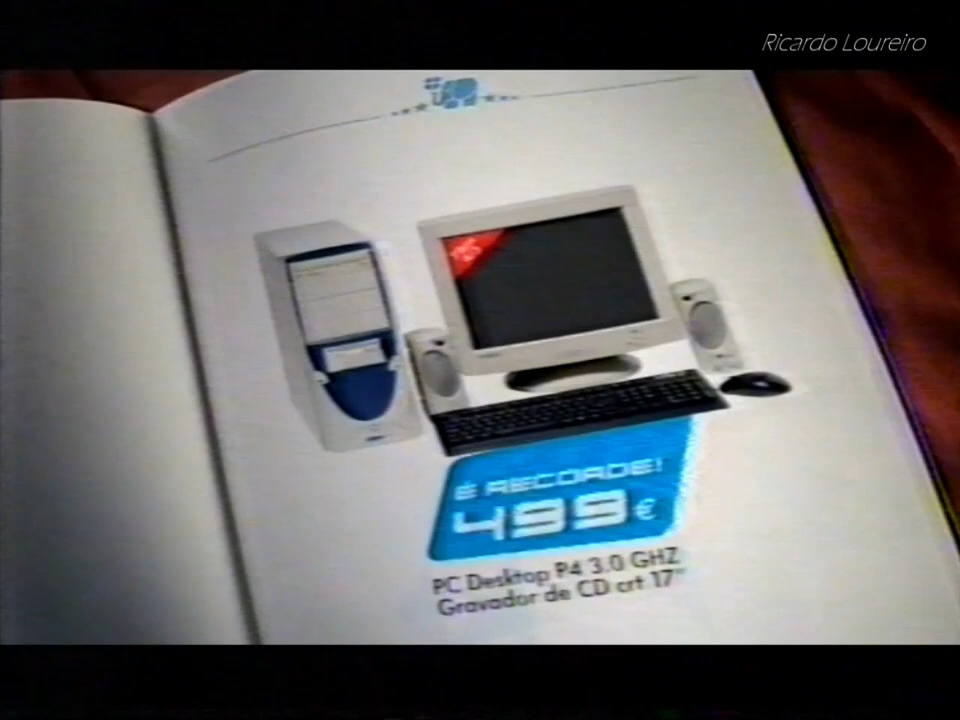 Ricardo Loureiro
É RECORDE!
499€
PC Desktop P4 3.0 GHZ
Gravador de CD crt 17"